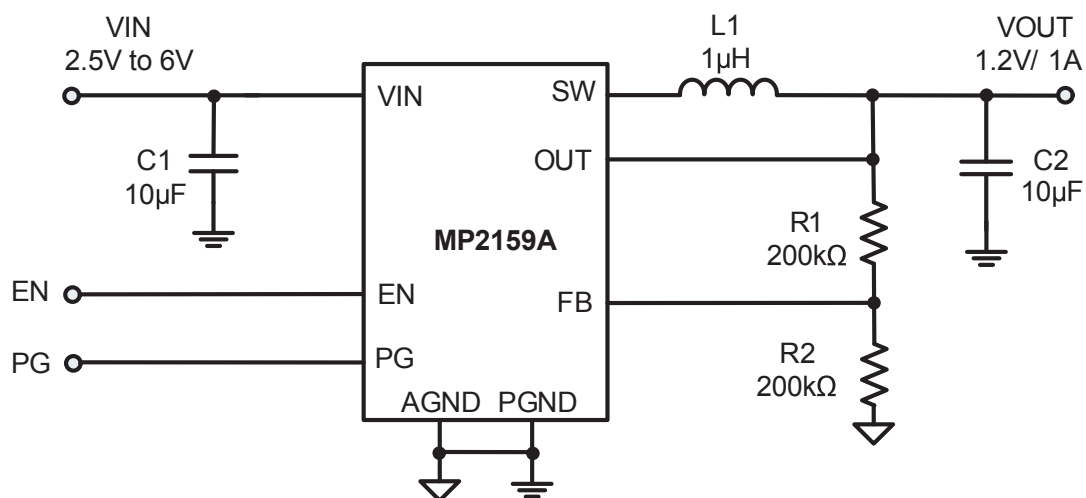 VIN
2.5V to 6V
L1
1µH
VOUT
1.2V/ 1A
VIN
SW
C1
10µF
OUT
C2
10µF
R1
200kΩ
MP2159A
EN
EN
FB
PG
PG
R2
200kΩ
AGND
PGND